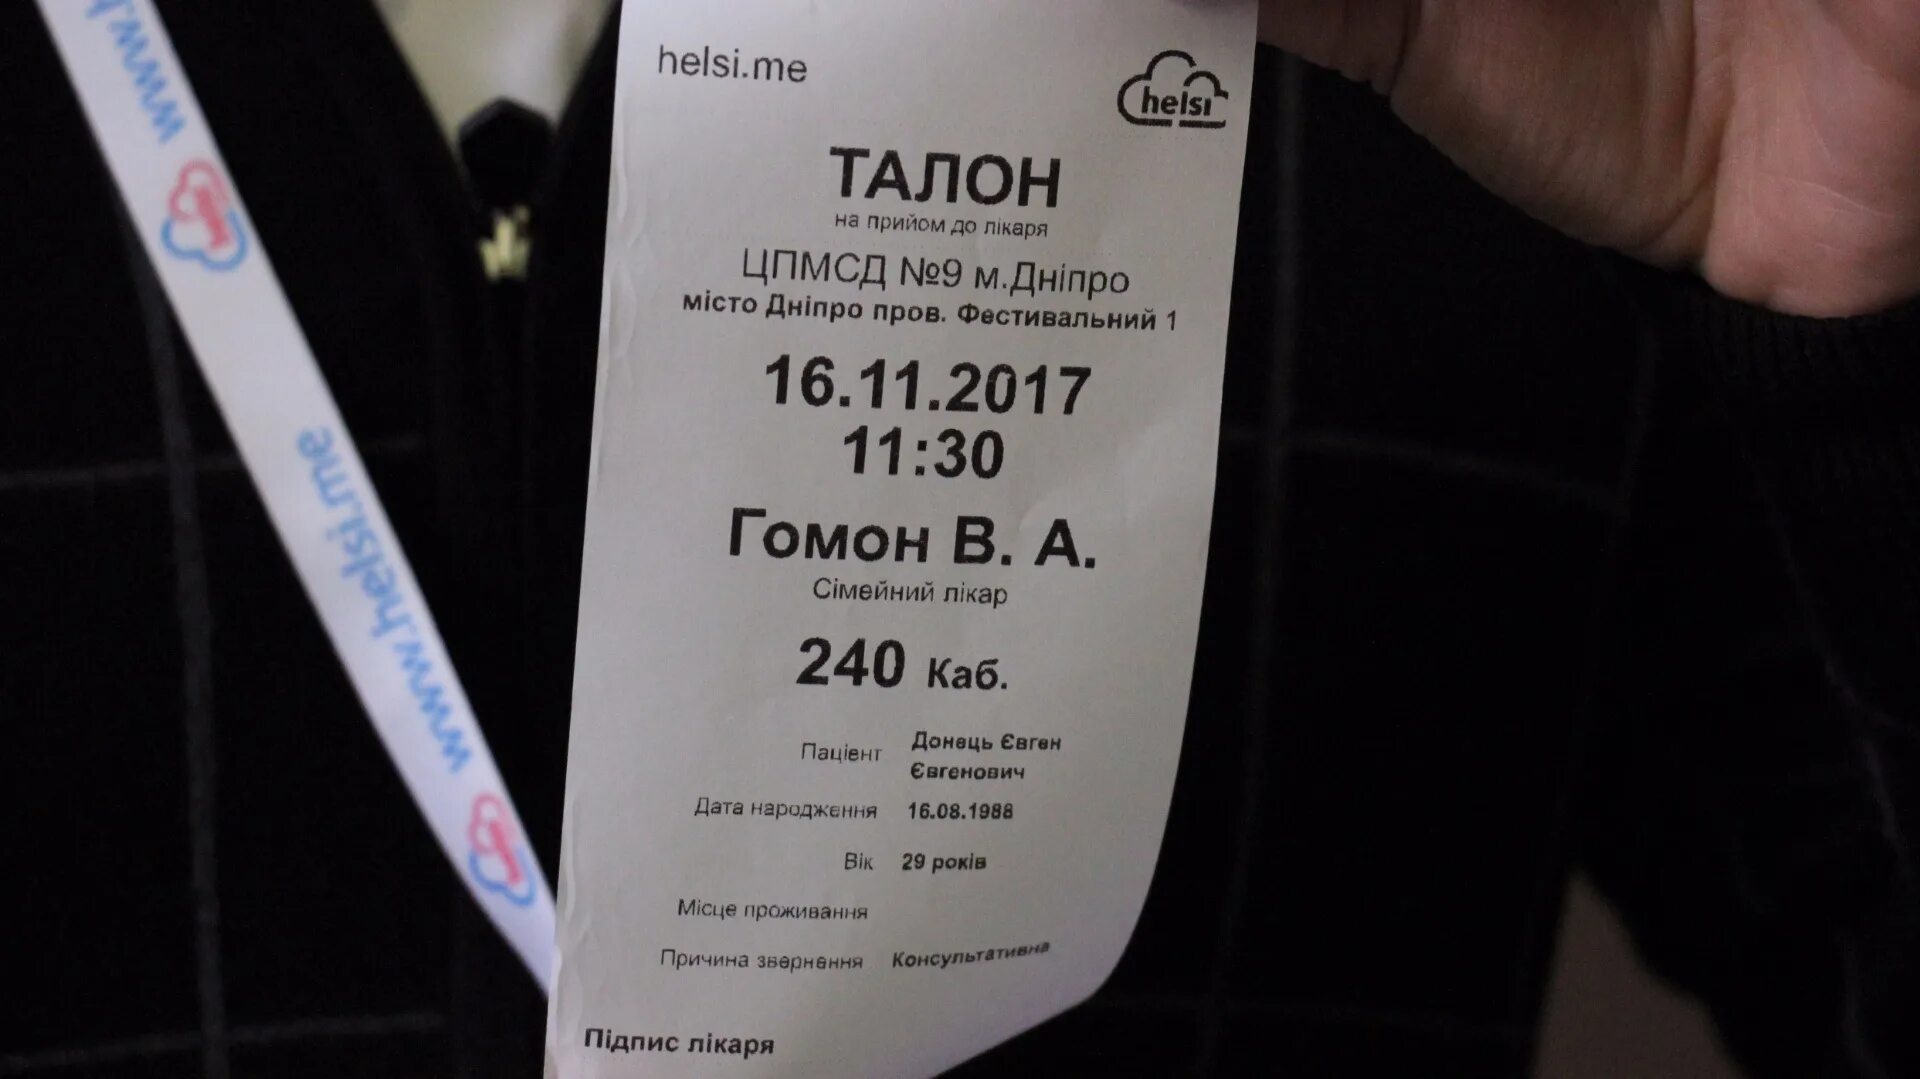 helsi.me
helsi
ТАЛОН
на прийом до лікаря
ЦПМСД №9 м.Дніпро
місто Дніпро пров. Фестивальний 1
16.11.2017
11:30
Гомон В. А.
Сімейний лікар
240 Каб.
Пацієнт Донець Євген
Євгенович
Дата народження 16.08.1988
Вік 29 років
Місце проживання
Причина звернення Консультативна
Підпис лікаря
www.helsi.me
www.h